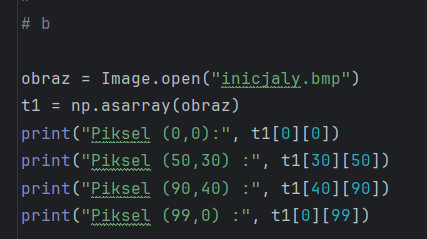 # b
obraz = Image.open("inicjaly.bmp")
t1 = np.asarray(obraz)
print("Piksel (0,0):", t1[0][0])
print("Piksel (50,30) :", t1[30][50])
print("Piksel (90,40) :", t1[40][90])
print("Piksel (99,0) :", t1[0][99])